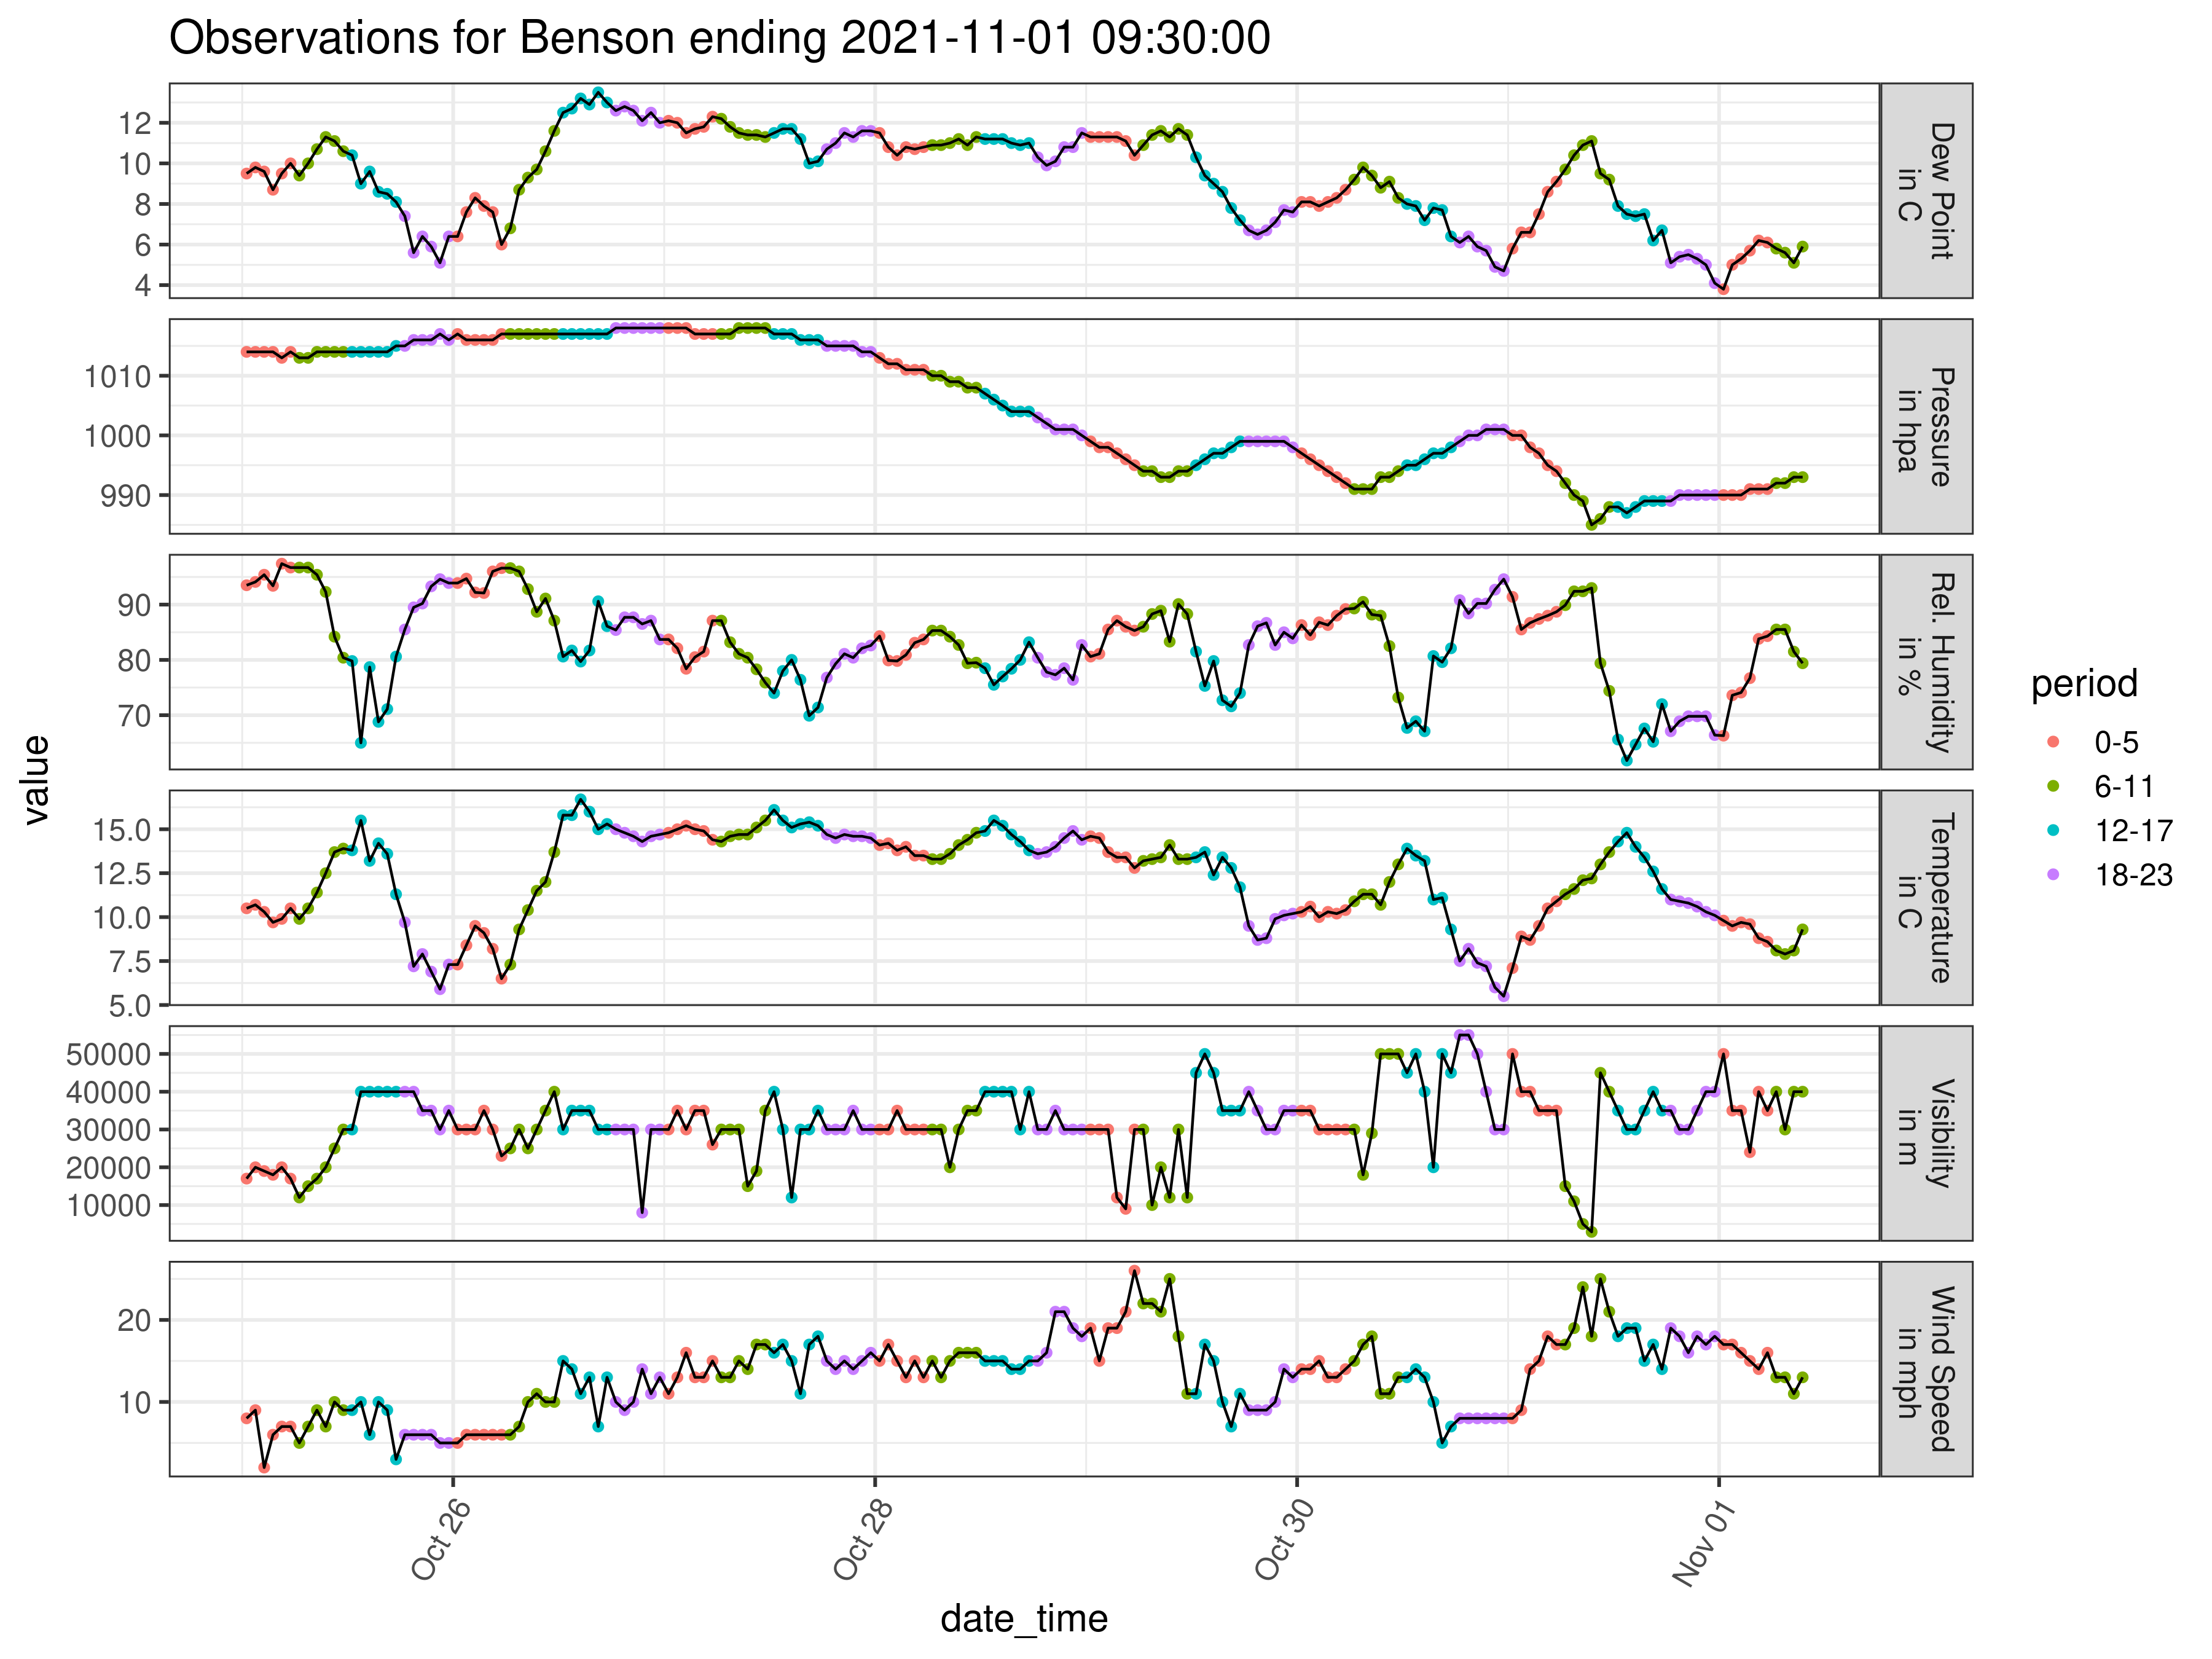 Observations for Benson ending 2021-11-01 09:30:00
value
12
10
8
6
4
Dew Point
in C
1010
1000
990
Pressure
in hpa
90
80
70
Rel. Humidity
in %
15.0
12.5
10.0
7.5
5.0
Temperature
in C
50000
40000
30000
20000
10000
Visibility
in m
20
10
Wind Speed
in mph
Oct 26
Oct 28
Oct 30
Nov 01
date_time
period
0-5
6-11
12-17
18-23